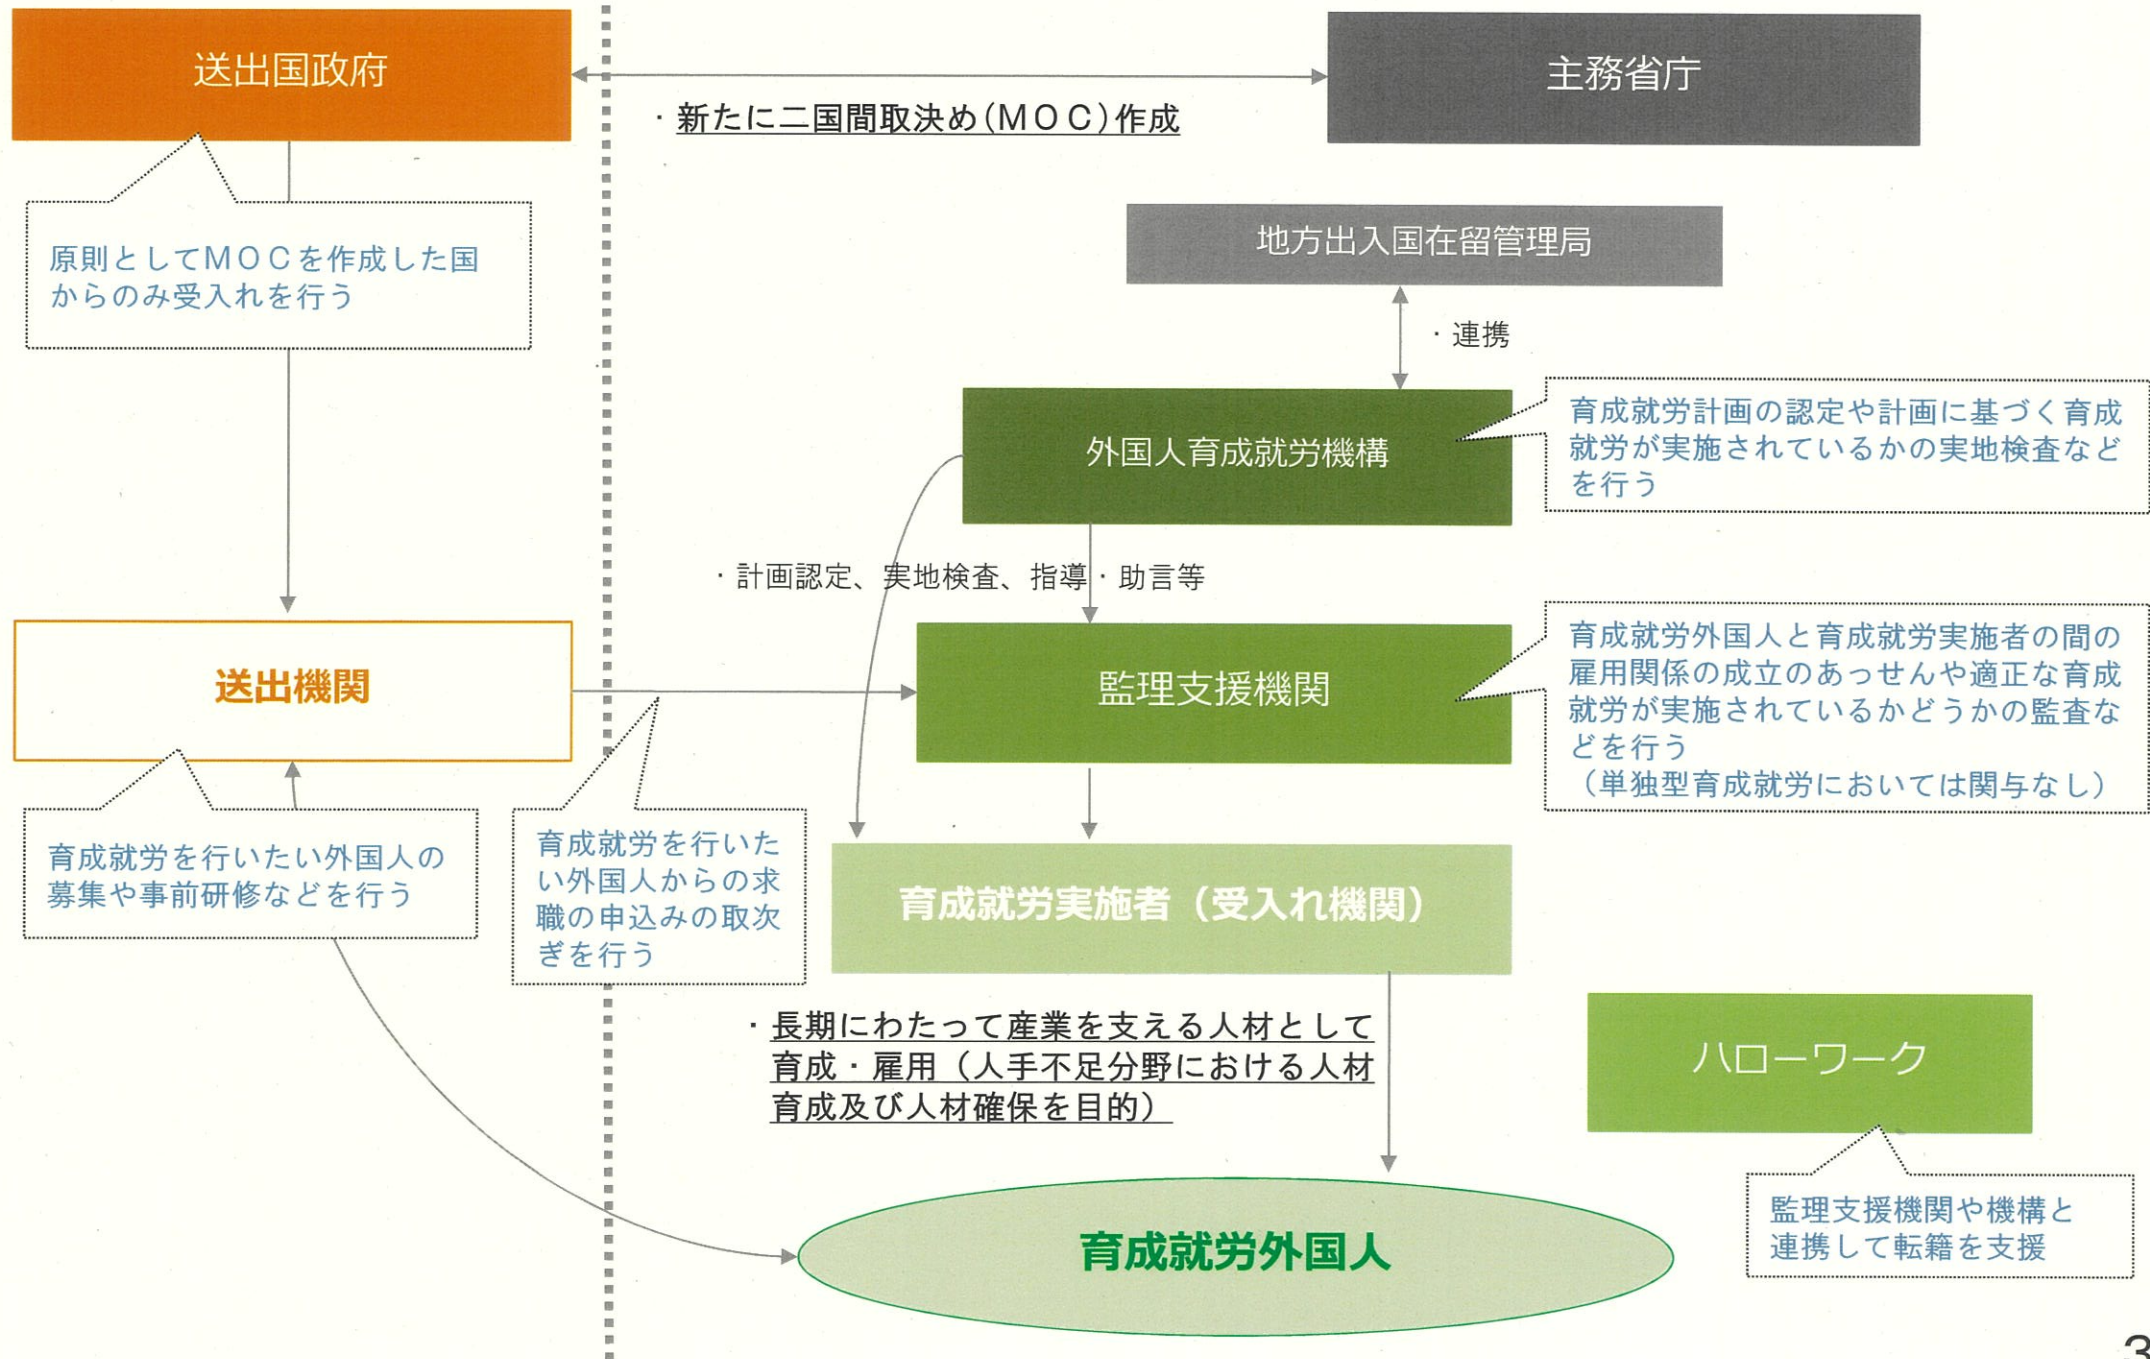 送出国政府
主務省庁
・新たに二国間取決め(ＭＯＣ)作成
原則としてＭＯＣを作成した国
からのみ受入れを行う
地方出入国在留管理局
・連携
外国人育成就労機構
育成就労計画の認定や計画に基づく育成
就労が実施されているかの実地検査など
を行う
・計画認定、実地検査、指導・助言等
送出機関
監理支援機関
育成就労外国人と育成就労実施者の間の
雇用関係の成立のあっせんや適正な育成
就労が実施されているかどうかの監査な
どを行う
（単独型育成就労においては関与なし）
育成就労を行いたい外国人の
募集や事前研修などを行う
育成就労を行いた
い外国人からの求
職の申込みの取次
ぎを行う
育成就労実施者（受入れ機関）
・長期にわたって産業を支える人材として
育成・雇用（人手不足分野における人材
育成及び人材確保を目的）
ハローワーク
監理支援機関や機構と
連携して転籍を支援
育成就労外国人
3